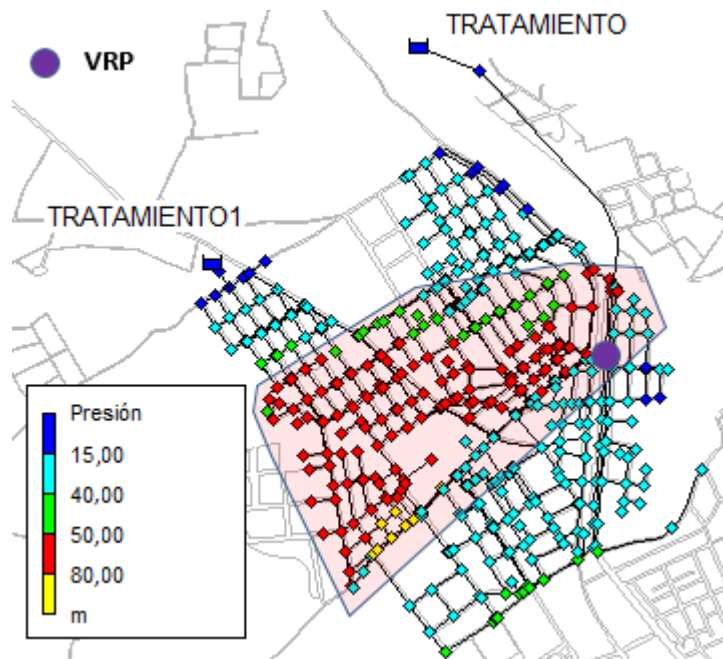 TRATAMIENTO
VRP
TRATAMIENTO1
Presión
15,00
40,00
50,00
80,00
m